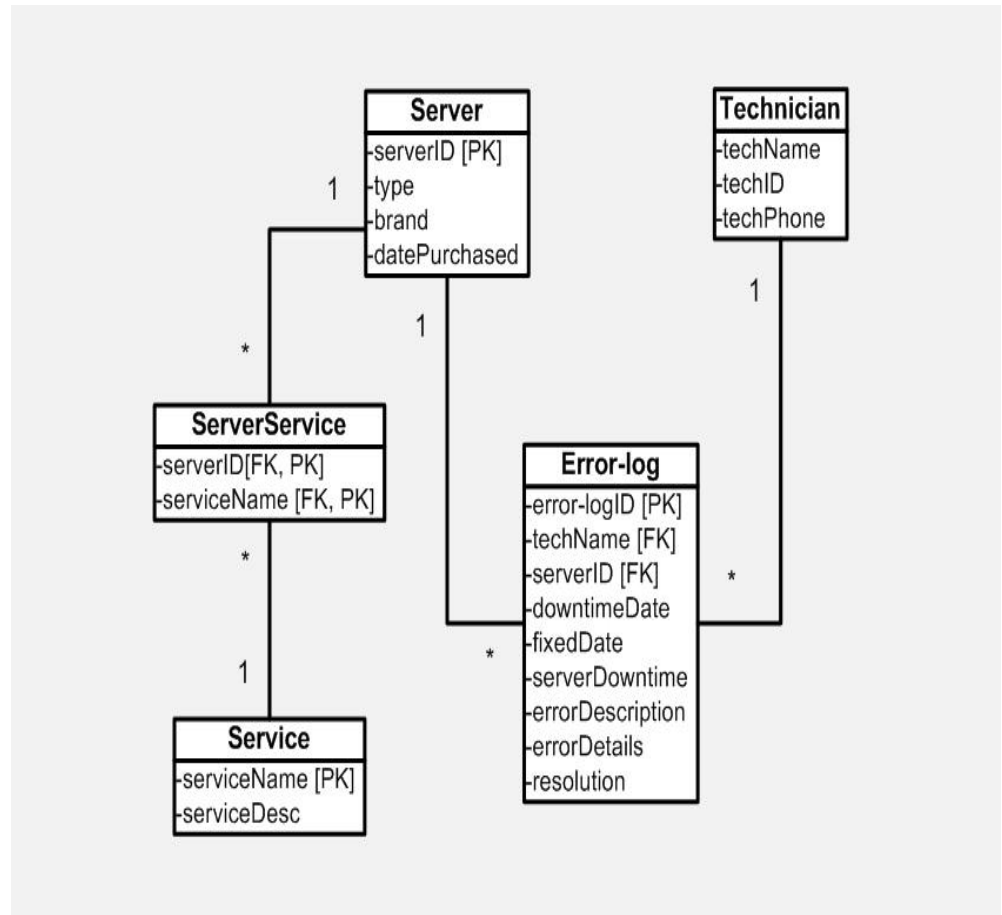 Server
-serverID [PK]
-type
-brand
-datePurchased
Technician
-techName
-techID
-techPhone
1
*
1
1
ServerService
-serverID[FK, PK]
-serviceName [FK, PK]
*
1
Error-log
-error-logID [PK]
-techName [FK]
-serverID [FK]
-downtimeDate
-fixedDate
-serverDowntime
-errorDescription
-errorDetails
-resolution
*
*
Service
-serviceName [PK]
-serviceDesc